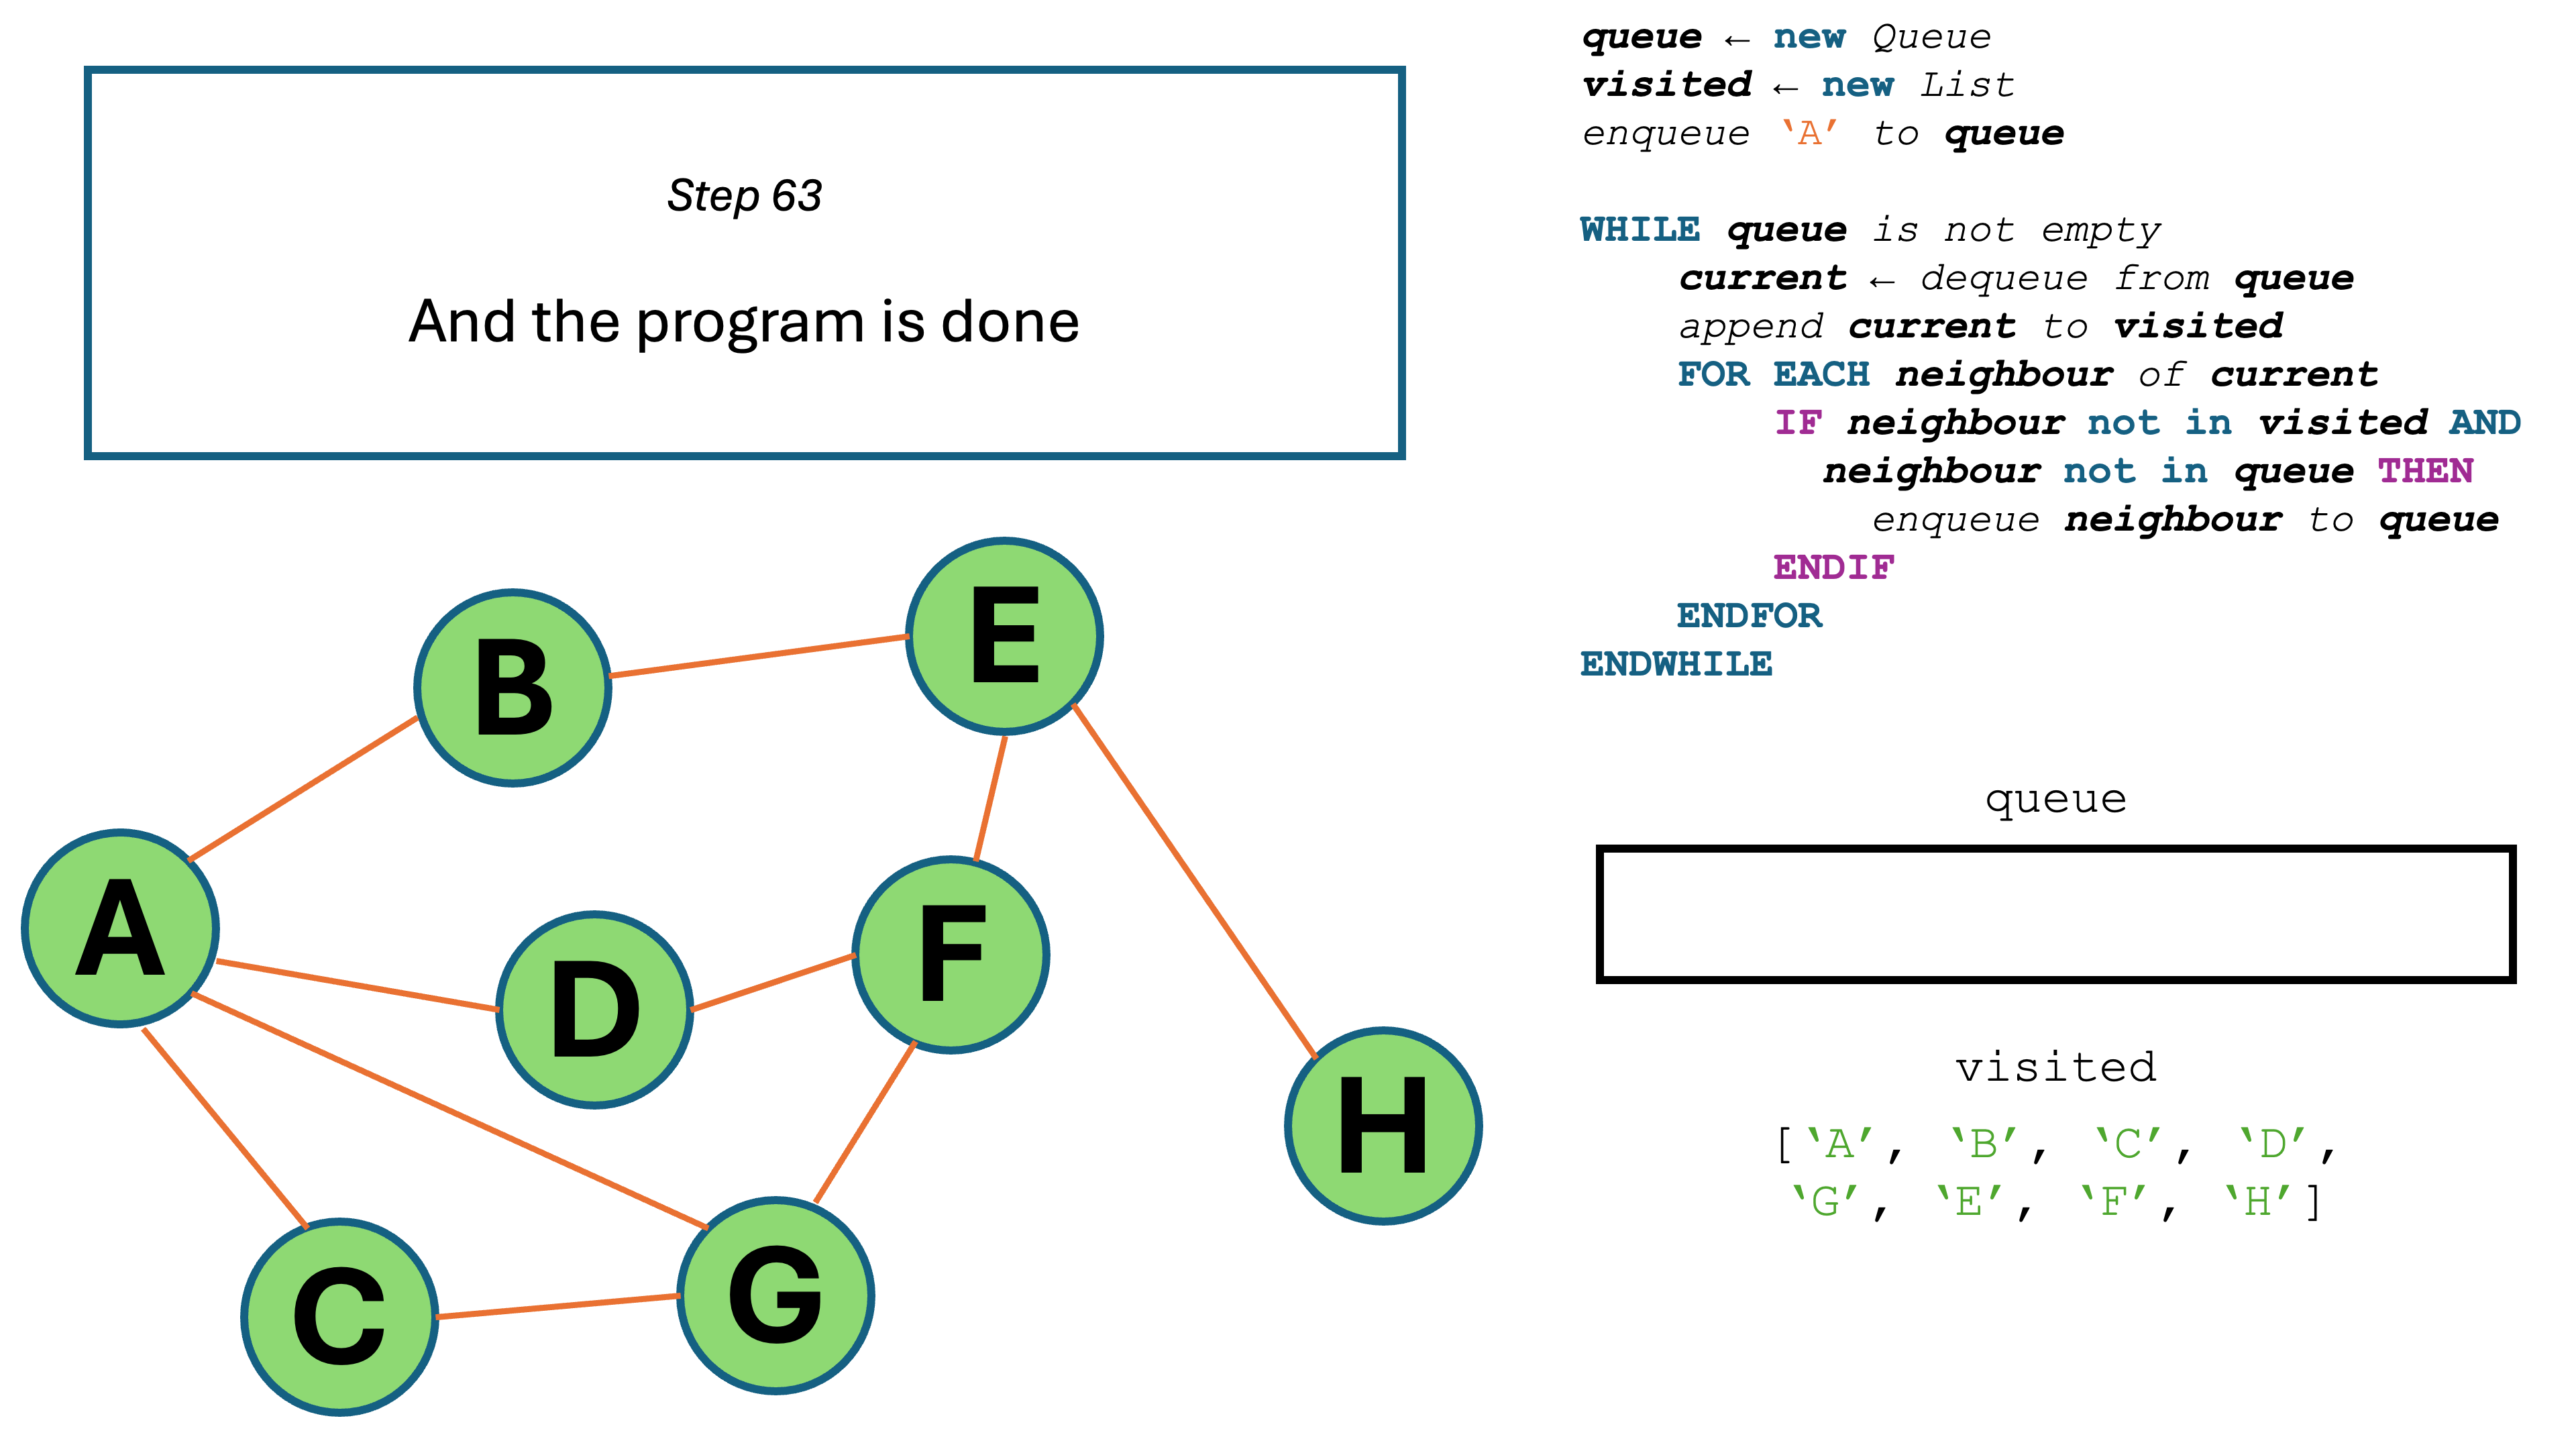 Step 63
And the program is done
queue ← new Queue
visited ← new List
enqueue ‘A’ to queue
WHILE queue is not empty
current ← dequeue from queue
append current to visited
FOR EACH neighbour of current
IF neighbour not in visited AND
neighbour not in queue THEN
enqueue neighbour to queue
ENDIF
ENDFOR
ENDWHILE
B
E
A
D
F
H
C
G
queue
visited
[‘A’, ‘B’, ‘C’, ‘D’,
‘G’, ‘E’, ‘F’, ‘H’]